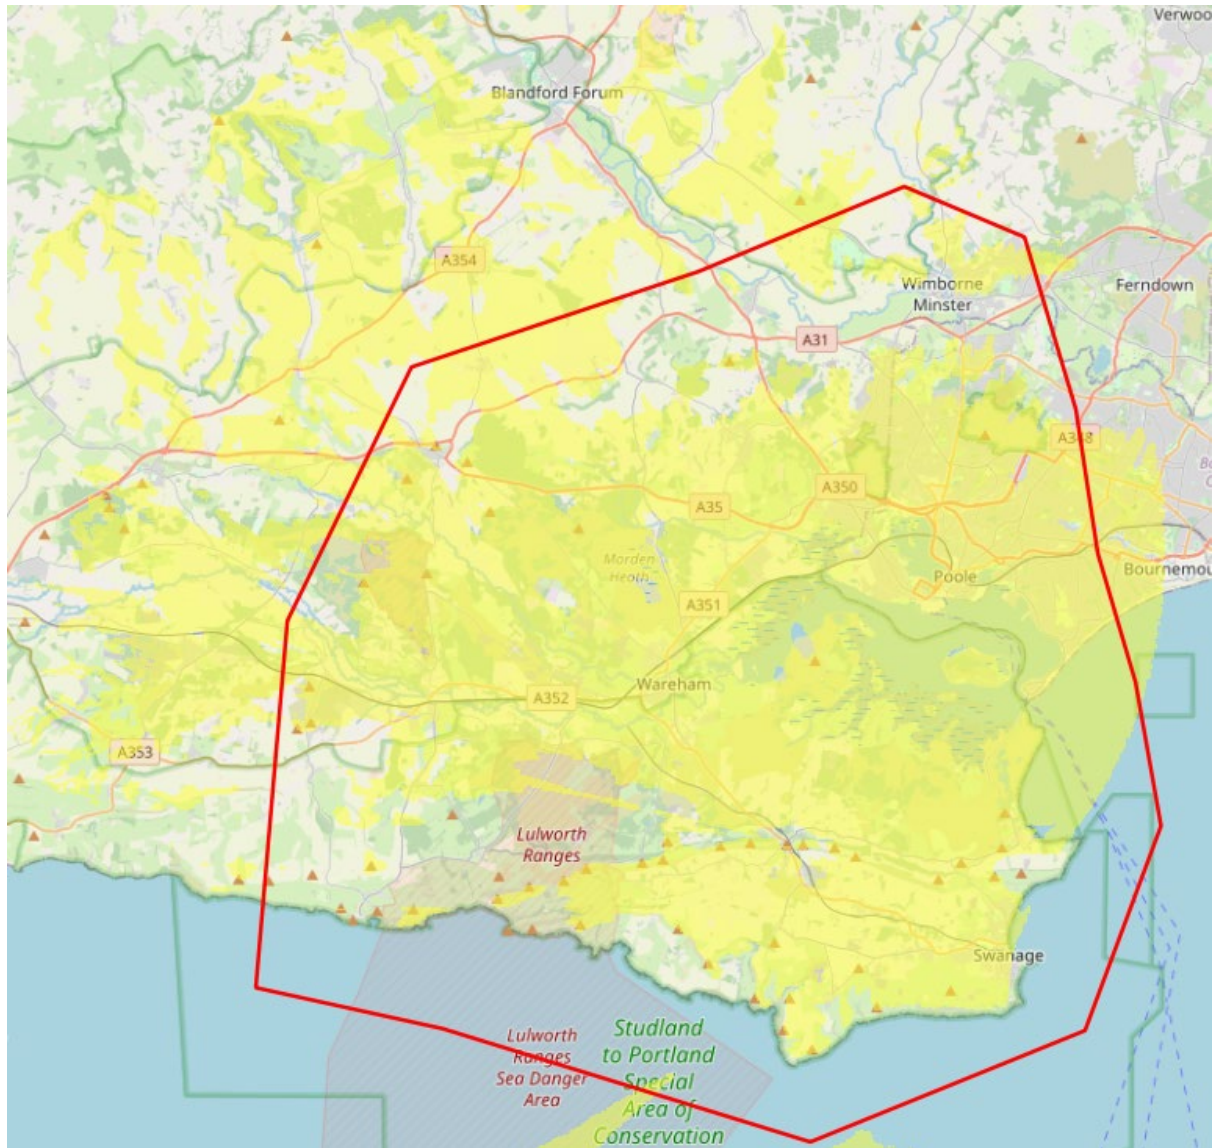 Verwoo
Blandford Forum
A354
Wimborne
Minster
Ferndown
A31
A348
A350
A35
Morden
Heath
Bournemou
Poole
A351
Wareham
A352
A353
Lulworth
Ranges
Swanage
Studland
to Portland
Special
Area of
Conservation
Lulworth
Ranges
Sea Danger
Area